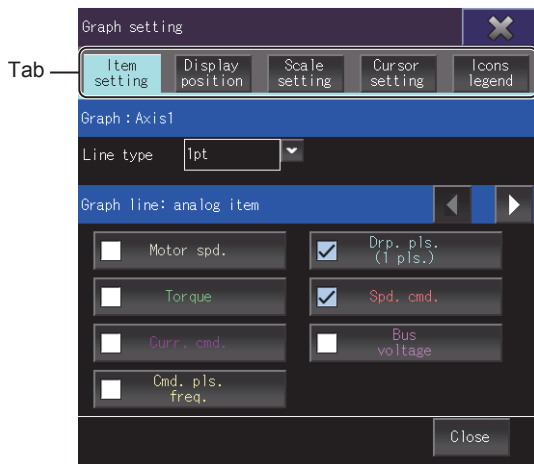 Graph setting
Tab
Item setting
Display position
Scale setting
Cursor setting
Icons legend
Graph:Axis1
Line type 1pt
Graph line: analog item
Motor spd.
Drp. pls. (1 pls.)
Torque
Spd. cmd.
Curr. cmd.
Bus voltage
Cmd. pls. freq.
Close